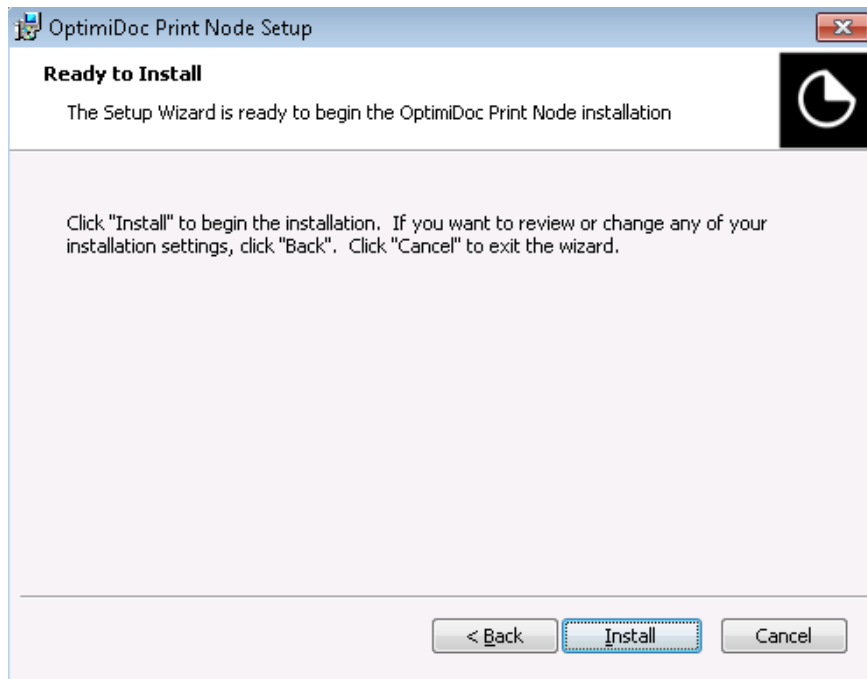 OptimiDoc Print Node Setup
Ready to Install
The Setup Wizard is ready to begin the OptimiDoc Print Node installation
Click "Install" to begin the installation.  If you want to review or change any of your
installation settings, click "Back".  Click "Cancel" to exit the wizard.
< Back
Install
Cancel